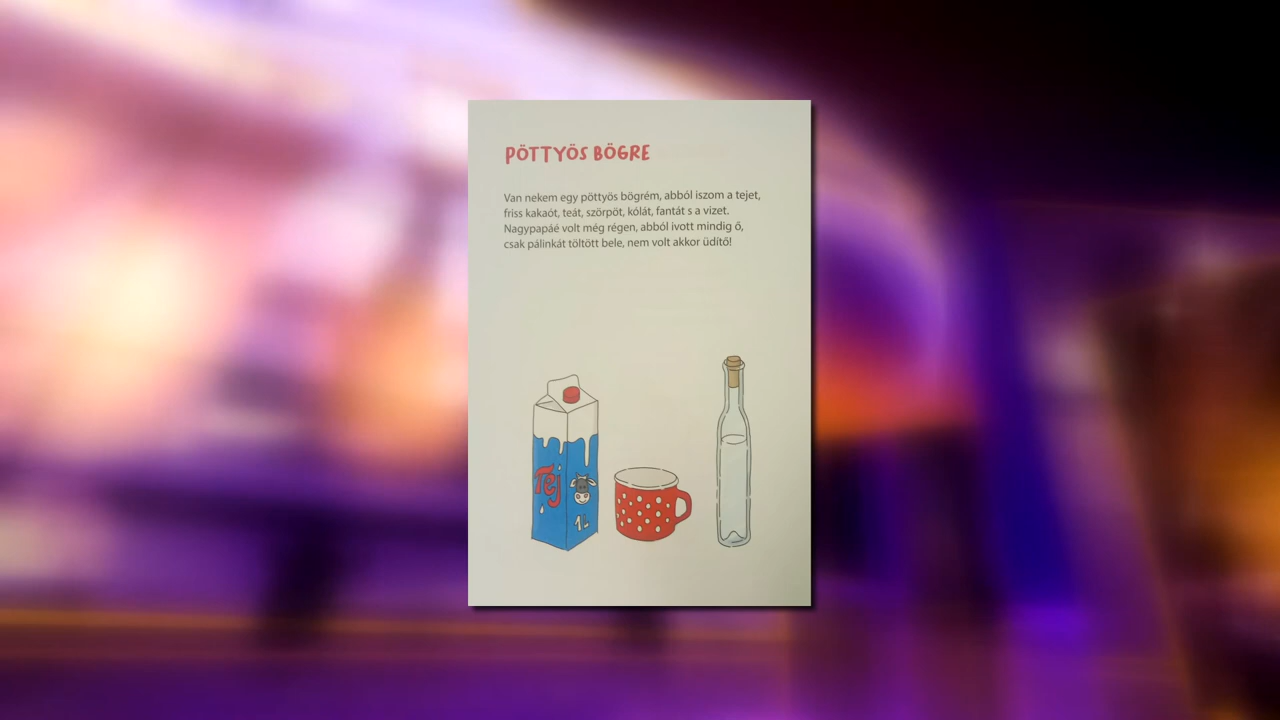 PÖTTYÖS BÖGRE
Van nekem egy pöttyös bögrém, abból iszom a tejet,
friss kakaót, teát, szörpöt, kólát, fantát s a vizet.
Nagypapáé volt még régen, abból ivott mindig ő,
csak pálinkát töltött bele, nem volt akkor üdítő!
Tej
1L